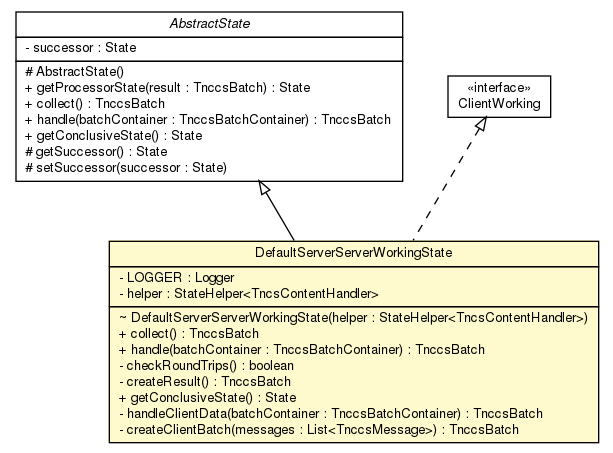 AbstractState
- successor : State
# AbstractState()
+ getProcessorState(result : TnccsBatch) : State
+ collect() : TnccsBatch
+ handle(batchContainer : TnccsBatchContainer) : TnccsBatch
+ getConclusiveState() : State
# getSuccessor() : State
# setSuccessor(successor : State)
«interface»
ClientWorking
DefaultServerServerWorkingState
- LOGGER : Logger
- helper : StateHelper<TncsContentHandler>
~ DefaultServerServerWorkingState(helper : StateHelper<TncsContentHandler>)
+ collect() : TnccsBatch
+ handle(batchContainer : TnccsBatchContainer) : TnccsBatch
- checkRoundTrips() : boolean
- createResult() : TnccsBatch
+ getConclusiveState() : State
- handleClientData(batchContainer : TnccsBatchContainer) : TnccsBatch
- createClientBatch(messages : List<TnccsMessage>) : TnccsBatch